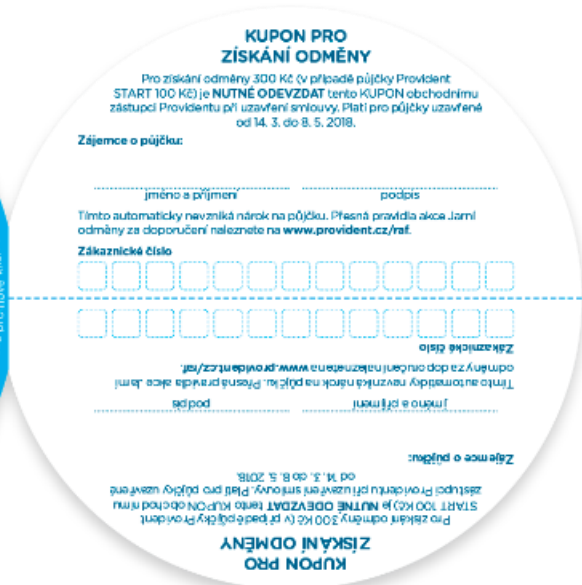 KUPON PRO
ZÍSKÁNÍ ODMĚNY
Pro získání odměny 300 Kč (v případě půjčky Provident
START 100 Kč) je NUTNÉ ODEVZDAT tento KUPON obchodnímu
zástupci Providentu při uzavření smlouvy. Platí pro půjčky uzavřené
od 14. 3. do 8. 5. 2018.
Zájemce o půjčku:
jméno a příjmení podpis
Tímto automaticky nevzniká nárok na půjčku. Přesná pravidla akce Jarní
odměny za doporučení naleznete na www.provident.cz/raf.
Zákaznické číslo
KUPON PRO
ZÍSKÁNÍ ODMĚNY
Pro získání odměny 300 Kč (v případě půjčky Provident
START 100 Kč) je NUTNÉ ODEVZDAT tento KUPON obchodnímu
zástupci Providentu při uzavření smlouvy. Platí pro půjčky uzavřené
od 14. 3. do 8. 5. 2018.
Zájemce o půjčku:
jméno a příjmení podpis
Tímto automaticky nevzniká nárok na půjčku. Přesná pravidla akce Jarní
odměny za doporučení naleznete na www.provident.cz/raf.
Zákaznické číslo